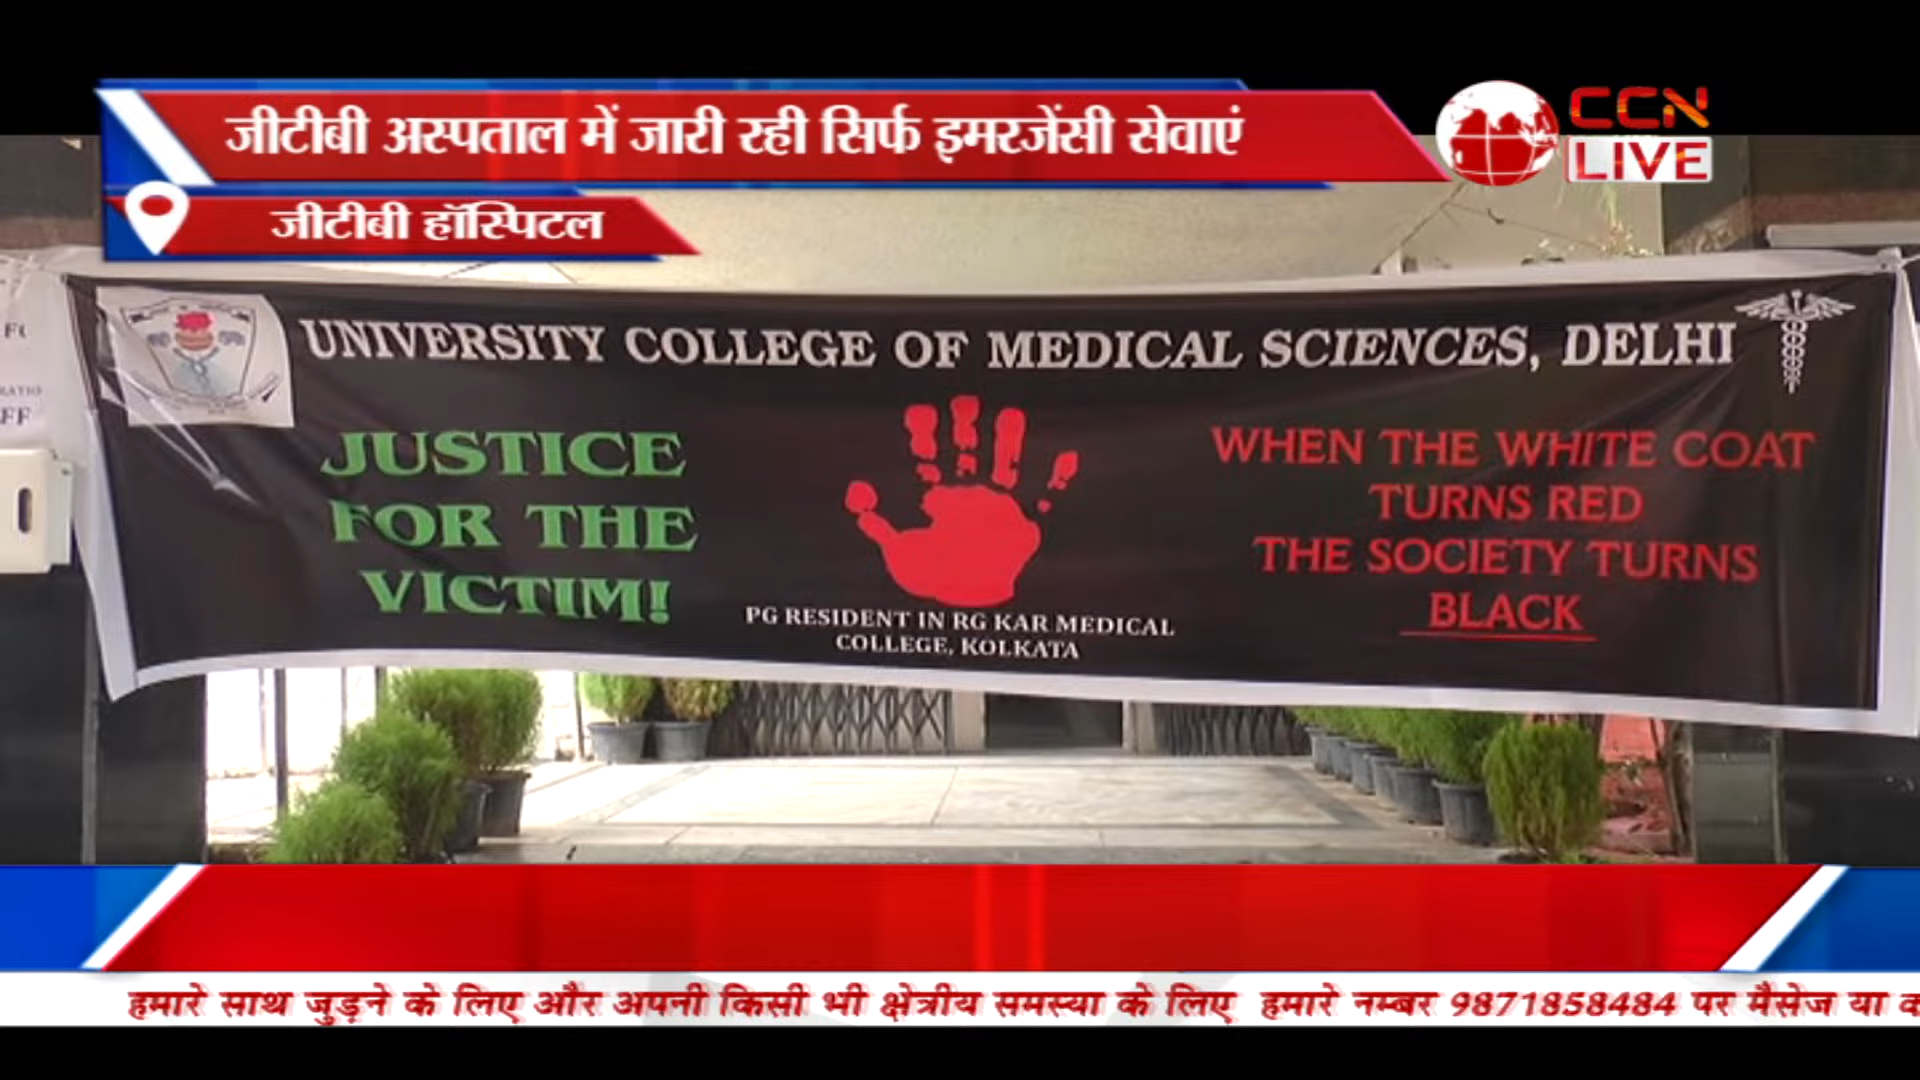 जीटीबी अस्पताल में जारी रही सिर्फ इमरजेंसी सेवाएं
CCN
LIVE
जीटीबी हॉस्पिटल
UNIVERSITY COLLEGE OF MEDICAL SCIENCES, DELHI
JUSTICE
FOR THE
VICTIM!
PG RESIDENT IN RG KAR MEDICAL
COLLEGE, KOLKATA
WHEN THE WHITE COAT
TURNS RED
THE SOCIETY TURNS
BLACK
हमारे साथ जुड़ने के लिए और अपनी किसी भी क्षेत्रीय समस्या के लिए हमारे नम्बर 9871858484 पर मैसेज या